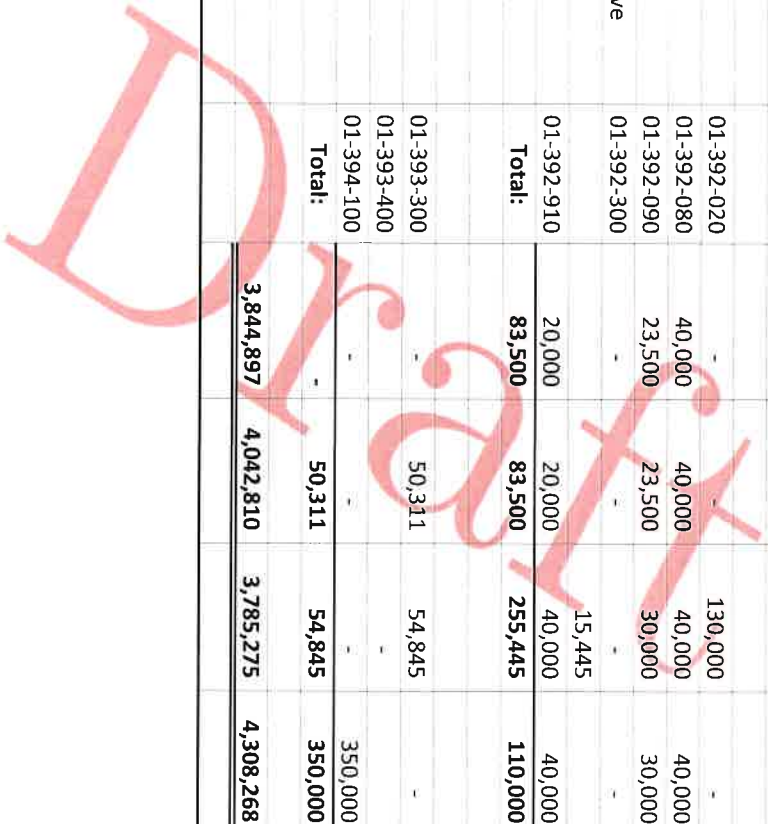 ve
01-392-020 - - 130,000 -
01-392-080 40,000 40,000 40,000 40,000
01-392-090 23,500 23,500 30,000 30,000
01-392-300 - - - -
15,445
01-392-910 20,000 20,000 40,000 40,000
Total: 83,500 83,500 255,445 110,000
01-393-300 - 50,311 54,845 -
01-393-400 -
01-394-100 - - - 350,000
Total: - 50,311 54,845 350,000
3,844,897 4,042,810 3,785,275 4,308,268
Draft